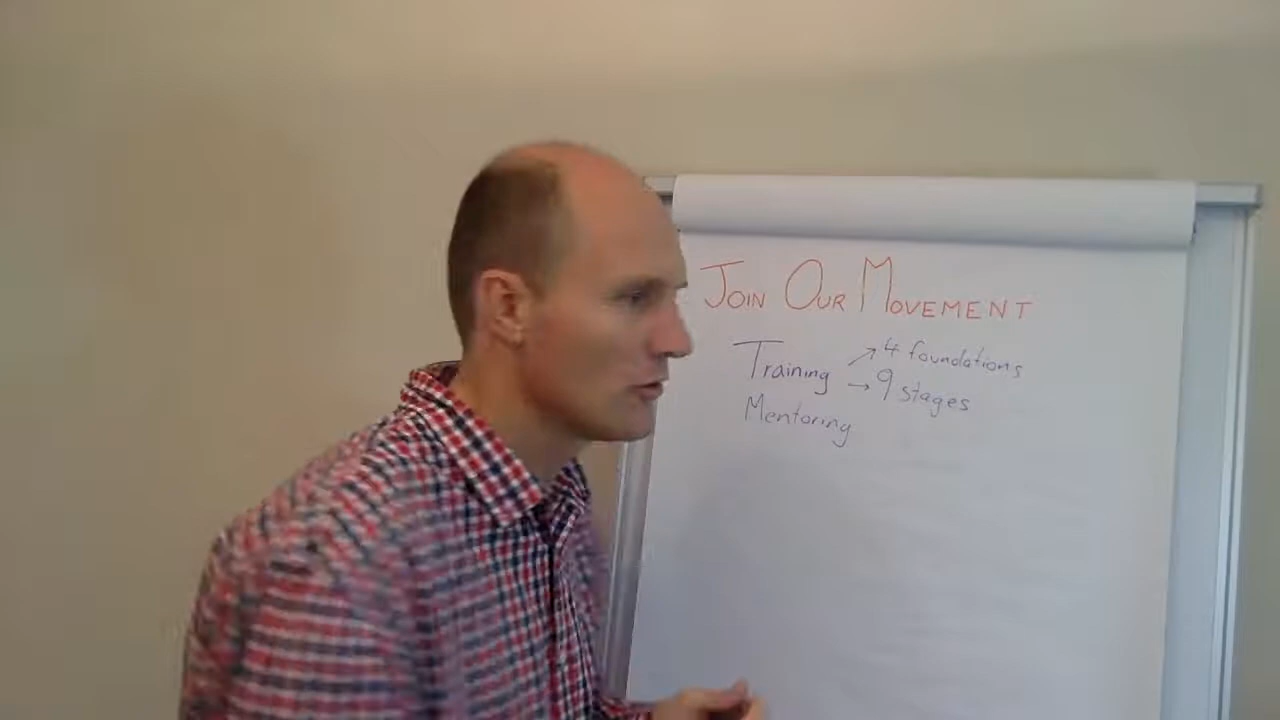 JOIN OUR MOVEMENT
Training ↗ 4 foundations
→ 9 stages
Mentoring